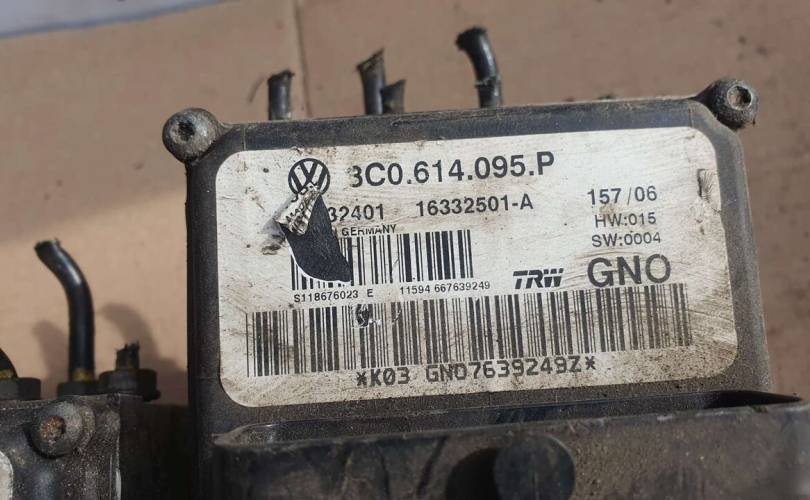 3C0.614.095.P
32401 16332501-A
157/06
GERMANY
HW:015
SW:0004
S118676023 E 11594 667639249
TRW GNO
*K03 GNO7639249Z*